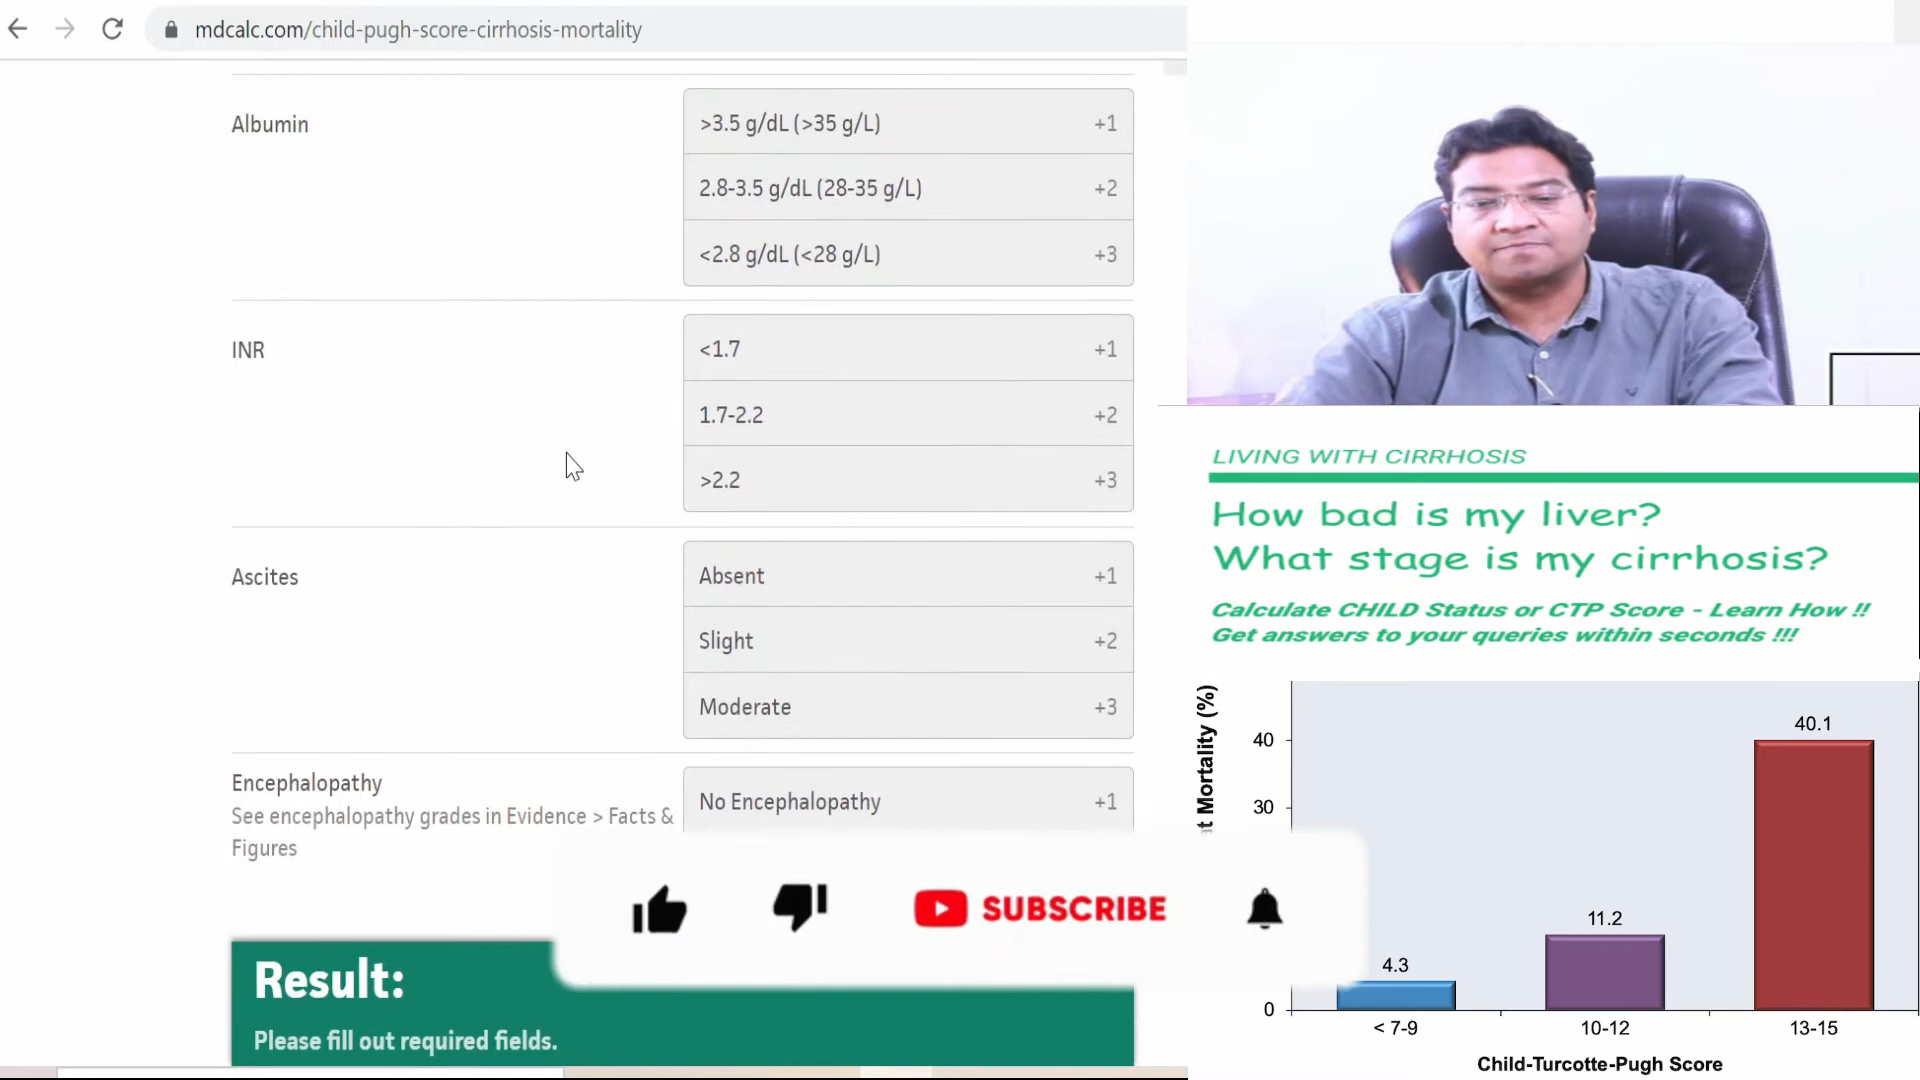 mdcalc.com/child-pugh-score-cirrhosis-mortality
Albumin
>3.5 g/dL (>35 g/L) +1
2.8-3.5 g/dL (28-35 g/L) +2
<2.8 g/dL (<28 g/L) +3
INR
<1.7 +1
1.7-2.2 +2
>2.2 +3
Ascites
Absent +1
Slight +2
Moderate +3
Encephalopathy
See encephalopathy grades in Evidence > Facts &
Figures
No Encephalopathy +1
Result:
Please fill out required fields.
SUBSCRIBE
LIVING WITH CIRRHOSIS
How bad is my liver?
What stage is my cirrhosis?
Calculate CHILD Status or CTP Score - Learn How !!
Get answers to your queries within seconds !!!
Mortality (%)
40
30
0
4.3
11.2
40.1
< 7-9
10-12
13-15
Child-Turcotte-Pugh Score